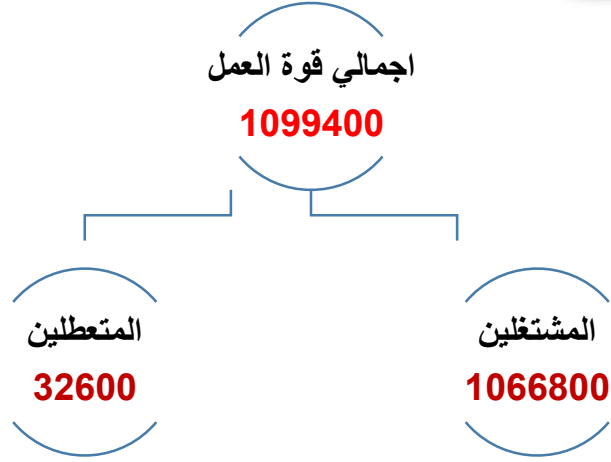 اجمالي قوة العمل
1099400
المشتغلين
1066800
المتعطلين
32600